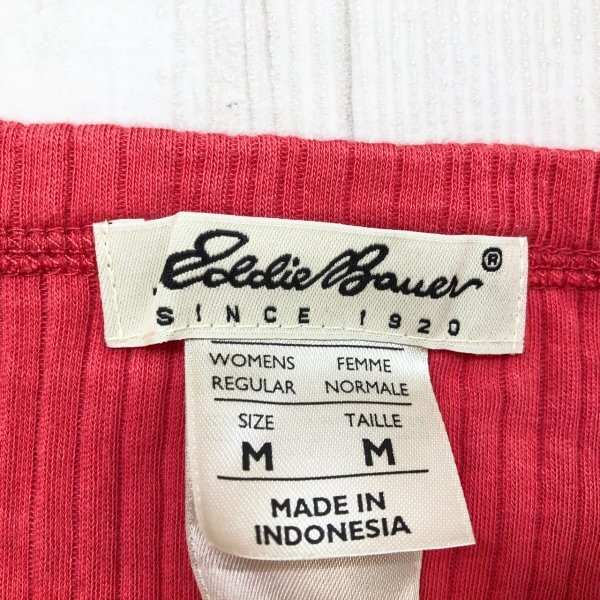 Eddie Bauer®
SINCE 1920
WOMENS FEMME
REGULAR NORMALE
SIZE TAILLE
M M
MADE IN
INDONESIA